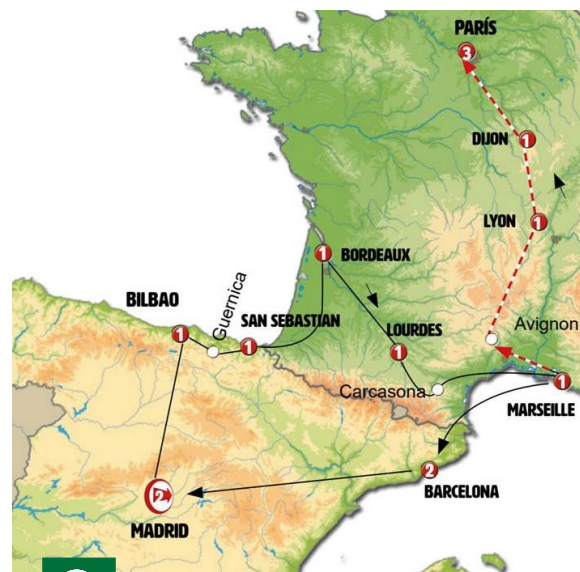 PARÍS
3
DIJON
1
LYON
1
1
BORDEAUX
BILBAO
1
Guernica
SAN SEBASTIAN
1
LOURDES
1
Avignon
Carcasona
1
MARSEILLE
2
BARCELONA
2
MADRID